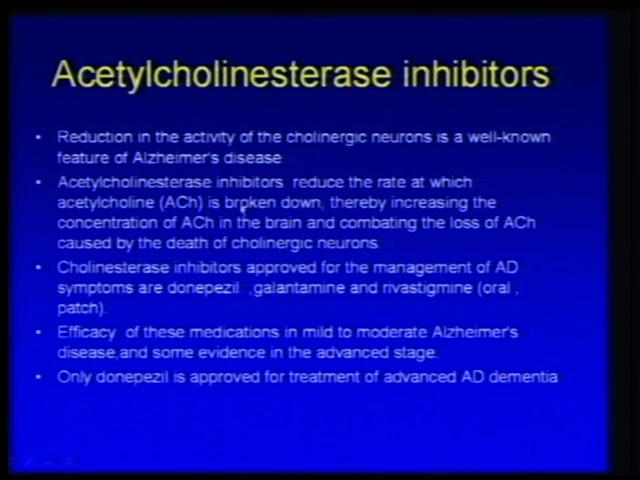 Acetylcholinesterase inhibitors
• Reduction in the activity of the cholinergic neurons is a well-known
feature of Alzheimer's disease
• Acetylcholinesterase inhibitors reduce the rate at which
acetylcholine (ACh) is broken down, thereby increasing the
concentration of ACh in the brain and combating the loss of ACh
caused by the death of cholinergic neurons
• Cholinesterase inhibitors approved for the management of AD
symptoms are donepezil ,galantamine and rivastigmine (oral ,
patch).
• Efficacy of these medications in mild to moderate Alzheimer's
disease,and some evidence in the advanced stage.
• Only donepezil is approved for treatment of advanced AD dementia